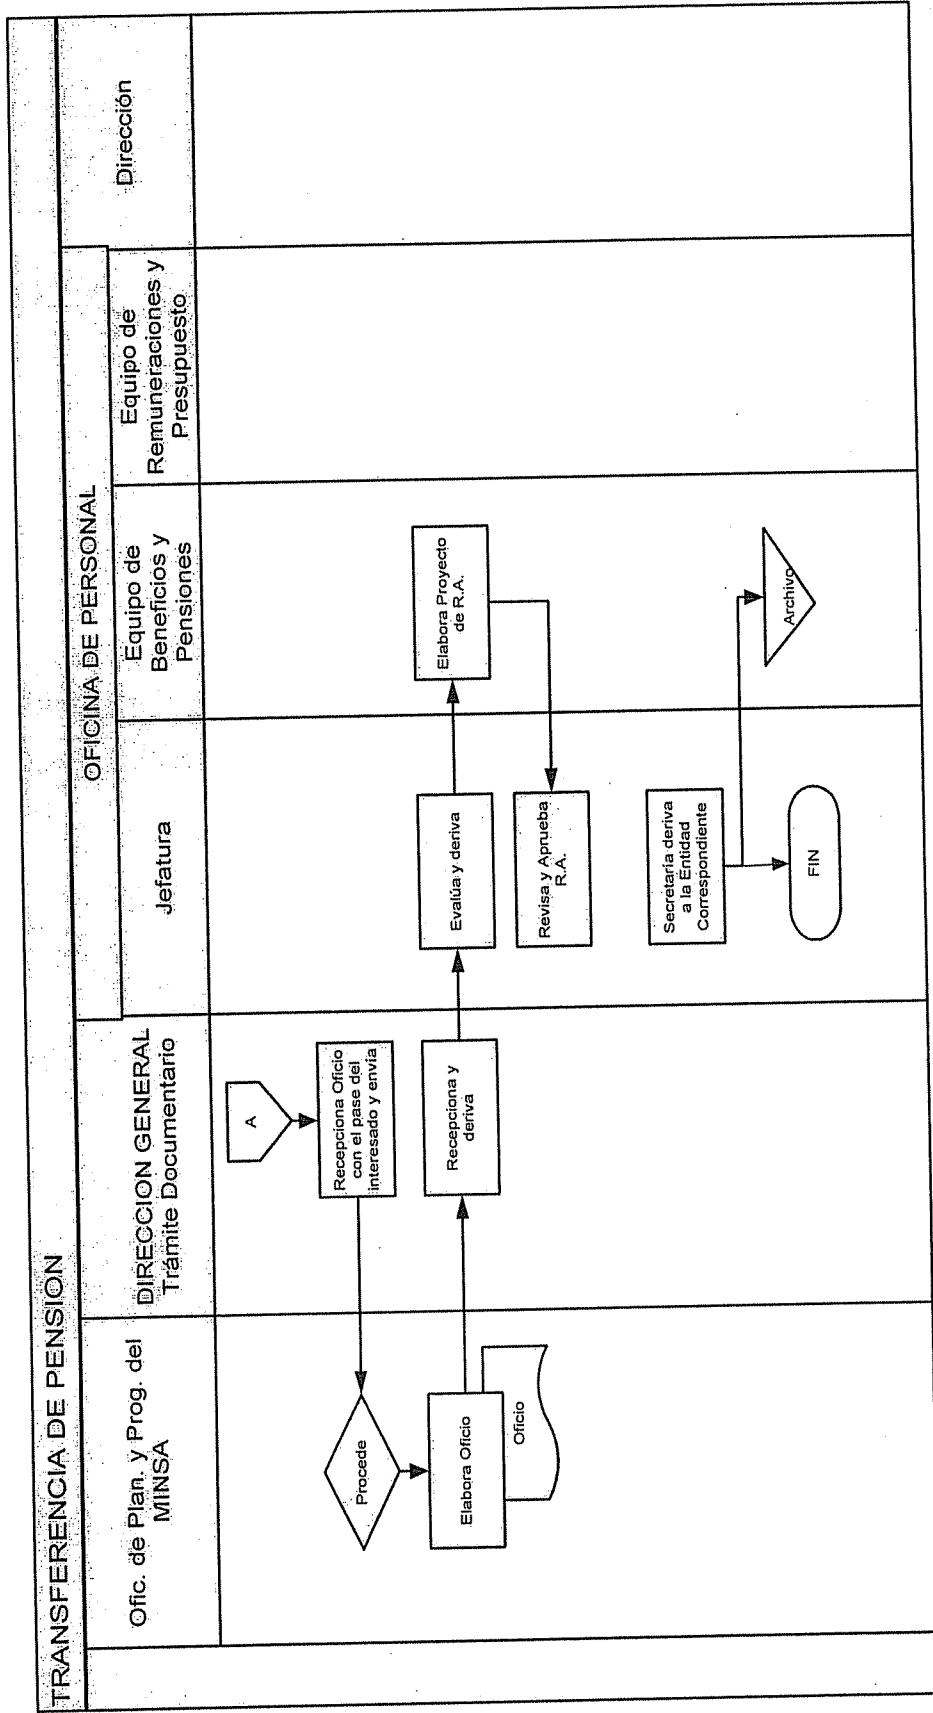 TRANSFERENCIA DE PENSION
Ofic. de Plan. y Prog. del
MINSA
DIRECCION GENERAL
Trámite Documentario
OFICINA DE PERSONAL
Jefatura
Equipo de
Beneficios y
Pensiones
Equipo de
Remuneraciones y
Presupuesto
Dirección
A
Recepciona Oficio
con el pase del
interesado y envía
Procede
Elabora Oficio
Oficio
Recepciona y
deriva
Evalúa y deriva
Elabora Proyecto
de R.A.
Revisa y Aprueba
R.A.
Secretaría deriva
a la Entidad
Correspondiente
Archivo
FIN